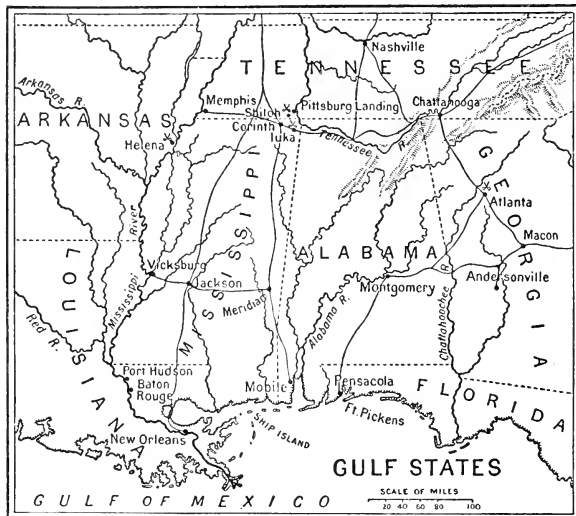 Nashville
TENNESSEE
Arkansas R.
ARKANSAS
Memphis
Shiloh
Pittsburg Landing
Chattanooga
Corinth
Iuka
Tennessee R.
Helena
GEORGIA
Atlanta
MISSISSIPPI
ALABAMA
Macon
Mississippi River
LOUISIANA
Vicksburg
Jackson
Meridian
Alabama R.
Montgomery
Andersonville
Chattahoochee R.
Red R.
Port Hudson
Baton
Rouge
Mobile
Pensacola
FLORIDA
Ft. Pickens
New Orleans
SHIP ISLAND
GULF STATES
GULF OF MEXICO
SCALE OF MILES
20 40 60 80 100